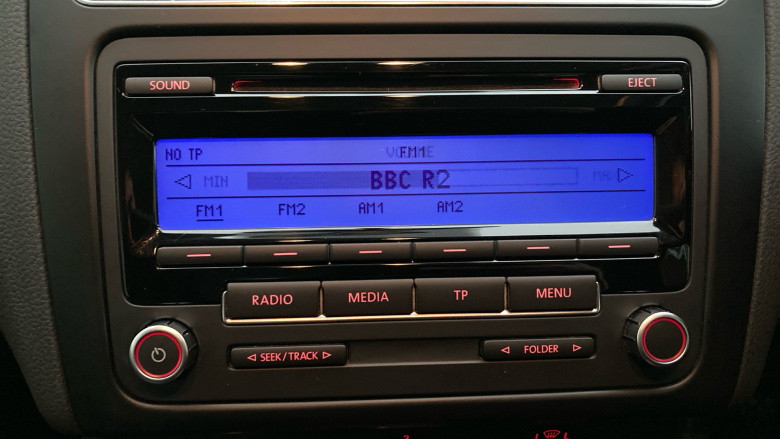 SOUND EJECT
NO TP FM1
MIN BBC R2
FM1 FM2 AM1 AM2
RADIO MEDIA TP MENU
SEEK/TRACK FOLDER